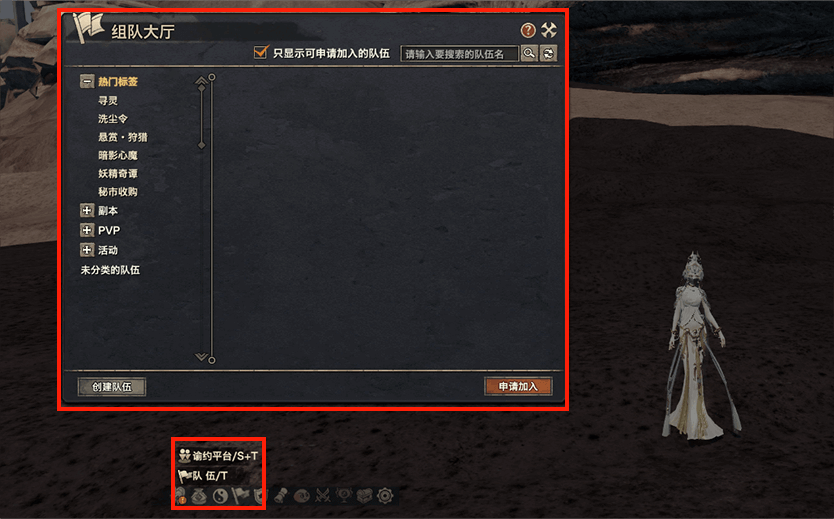 组队大厅
只显示可申请加入的队伍
请输入要搜索的队伍名
热门标签
寻灵
洗尘令
悬赏·狩猎
暗影心魔
妖精奇谭
秘市收购
副本
PVP
活动
未分类的队伍
创建队伍
申请加入
谕约平台/S+T
队 伍/T